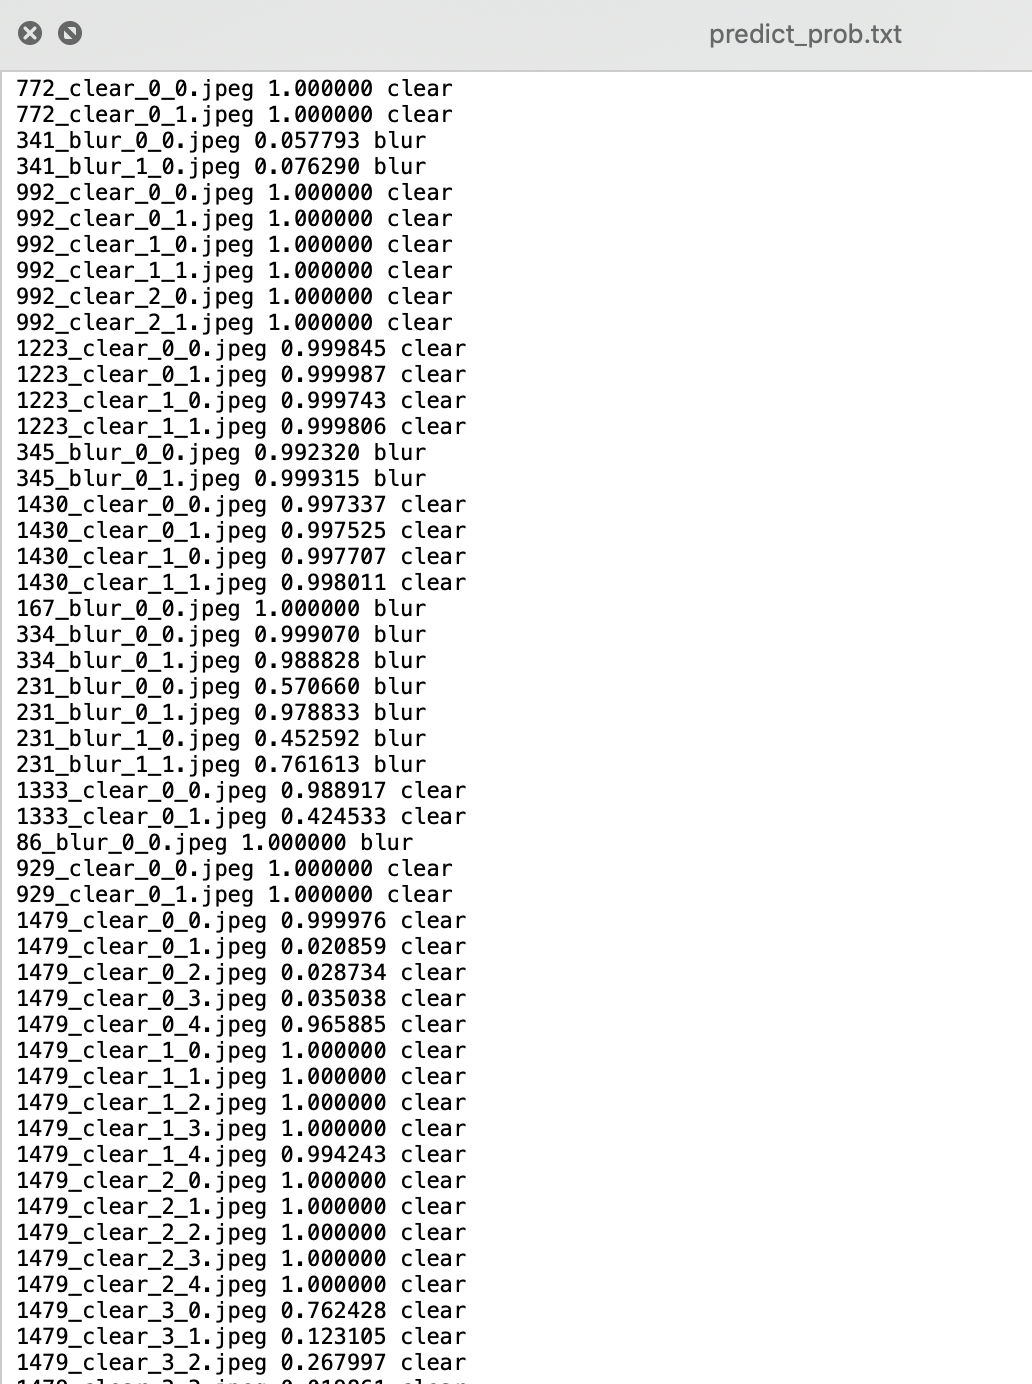 predict_prob.txt
772_clear_0_0.jpeg 1.000000 clear
772_clear_0_1.jpeg 1.000000 clear
341_blur_0_0.jpeg 0.057793 blur
341_blur_1_0.jpeg 0.076290 blur
992_clear_0_0.jpeg 1.000000 clear
992_clear_0_1.jpeg 1.000000 clear
992_clear_1_0.jpeg 1.000000 clear
992_clear_1_1.jpeg 1.000000 clear
992_clear_2_0.jpeg 1.000000 clear
992_clear_2_1.jpeg 1.000000 clear
1223_clear_0_0.jpeg 0.999845 clear
1223_clear_0_1.jpeg 0.999987 clear
1223_clear_1_0.jpeg 0.999743 clear
1223_clear_1_1.jpeg 0.999806 clear
345_blur_0_0.jpeg 0.992320 blur
345_blur_0_1.jpeg 0.999315 blur
1430_clear_0_0.jpeg 0.997337 clear
1430_clear_0_1.jpeg 0.997525 clear
1430_clear_1_0.jpeg 0.997707 clear
1430_clear_1_1.jpeg 0.998011 clear
167_blur_0_0.jpeg 1.000000 blur
334_blur_0_0.jpeg 0.999070 blur
334_blur_0_1.jpeg 0.988828 blur
231_blur_0_0.jpeg 0.570660 blur
231_blur_0_1.jpeg 0.978833 blur
231_blur_1_0.jpeg 0.452592 blur
231_blur_1_1.jpeg 0.761613 blur
1333_clear_0_0.jpeg 0.988917 clear
1333_clear_0_1.jpeg 0.424533 clear
86_blur_0_0.jpeg 1.000000 blur
929_clear_0_0.jpeg 1.000000 clear
929_clear_0_1.jpeg 1.000000 clear
1479_clear_0_0.jpeg 0.999976 clear
1479_clear_0_1.jpeg 0.020859 clear
1479_clear_0_2.jpeg 0.028734 clear
1479_clear_0_3.jpeg 0.035038 clear
1479_clear_0_4.jpeg 0.965885 clear
1479_clear_1_0.jpeg 1.000000 clear
1479_clear_1_1.jpeg 1.000000 clear
1479_clear_1_2.jpeg 1.000000 clear
1479_clear_1_3.jpeg 1.000000 clear
1479_clear_1_4.jpeg 0.994243 clear
1479_clear_2_0.jpeg 1.000000 clear
1479_clear_2_1.jpeg 1.000000 clear
1479_clear_2_2.jpeg 1.000000 clear
1479_clear_2_3.jpeg 1.000000 clear
1479_clear_2_4.jpeg 1.000000 clear
1479_clear_3_0.jpeg 0.762428 clear
1479_clear_3_1.jpeg 0.123105 clear
1479_clear_3_2.jpeg 0.267997 clear